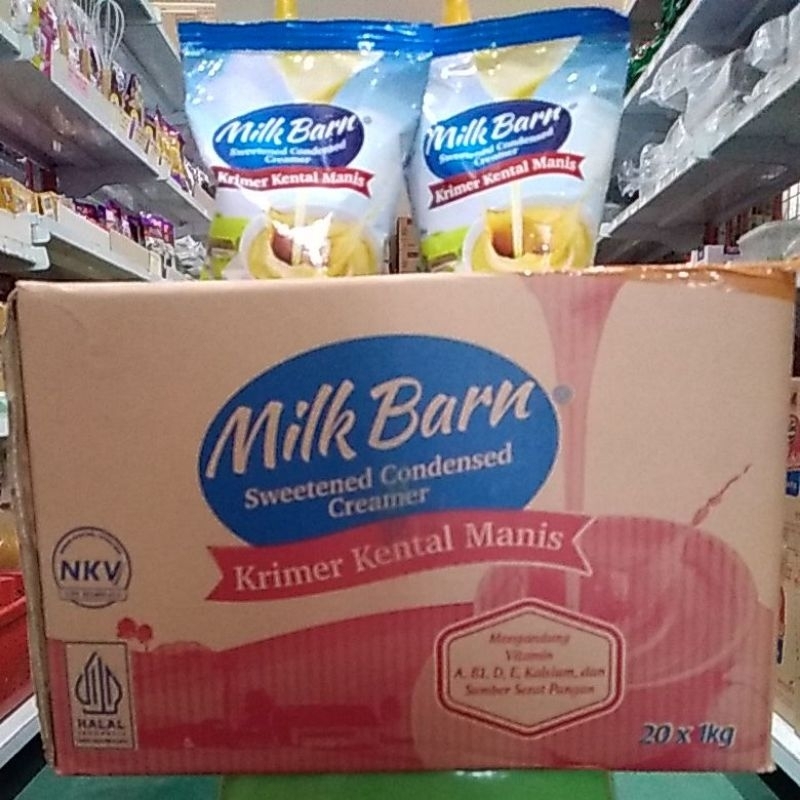 Milk Barn
Sweetened Condensed
Creamer
Krimer Kental Manis
Milk Barn
Sweetened Condensed
Creamer
Krimer Kental Manis
Milk Barn
Sweetened Condensed
Creamer
Krimer Kental Manis
NKV
Mengandung
Vitamin
A, B1, D, E, Kalsium, dan
Sumber Serat Pangan
HALAL
INDONESIA
20 x 1kg